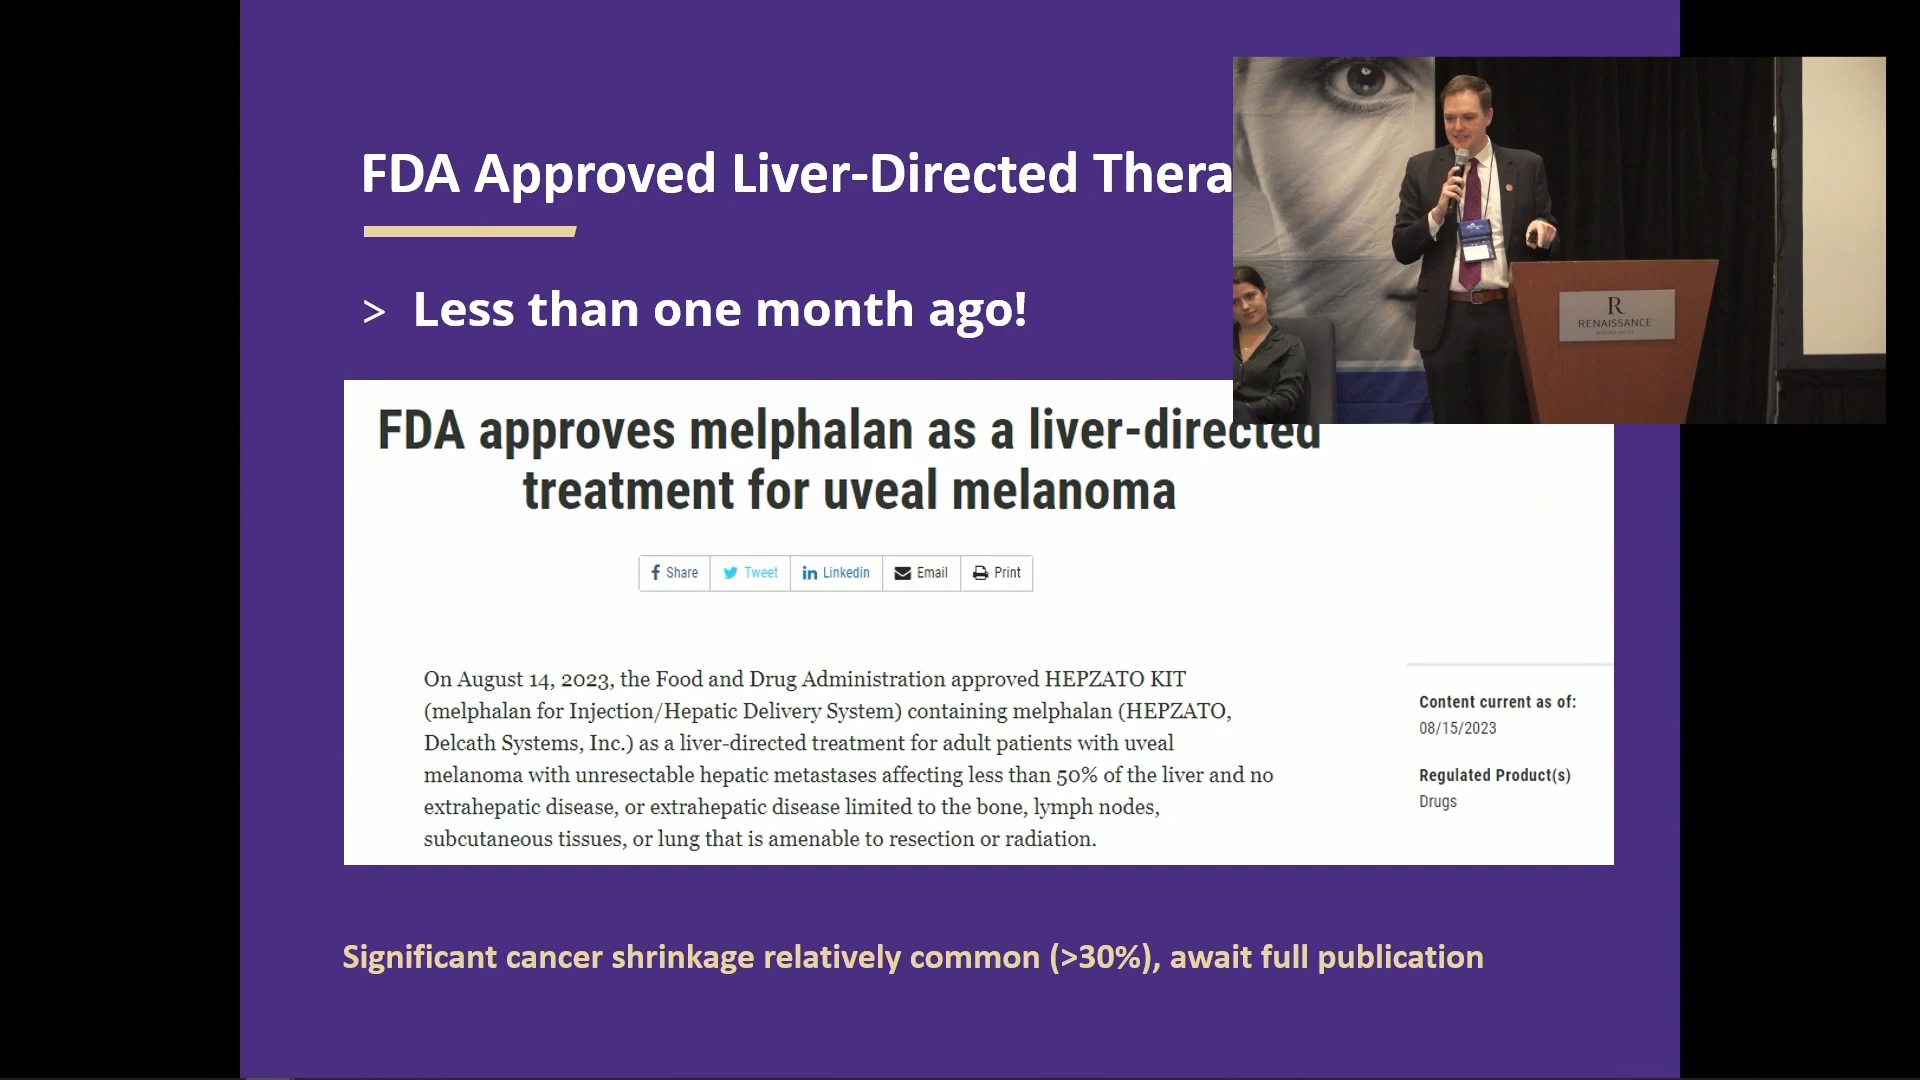 FDA Approved Liver-Directed Thera
> Less than one month ago!
FDA approves melphalan as a liver-directed
treatment for uveal melanoma
Share
Tweet
Linkedin
Email
Print
On August 14, 2023, the Food and Drug Administration approved HEPZATO KIT
(melphalan for Injection/Hepatic Delivery System) containing melphalan (HEPZATO,
Delcath Systems, Inc.) as a liver-directed treatment for adult patients with uveal
melanoma with unresectable hepatic metastases affecting less than 50% of the liver and no
extrahepatic disease, or extrahepatic disease limited to the bone, lymph nodes,
subcutaneous tissues, or lung that is amenable to resection or radiation.
Content current as of:
08/15/2023
Regulated Product(s)
Drugs
Significant cancer shrinkage relatively common (>30%), await full publication
R
RENAISSANCE